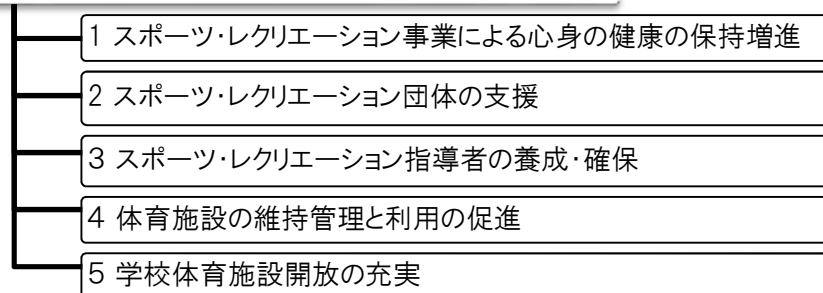 1 スポーツ・レクリエーション事業による心身の健康の保持増進
2 スポーツ・レクリエーション団体の支援
3 スポーツ・レクリエーション指導者の養成・確保
4 体育施設の維持管理と利用の促進
5 学校体育施設開放の充実